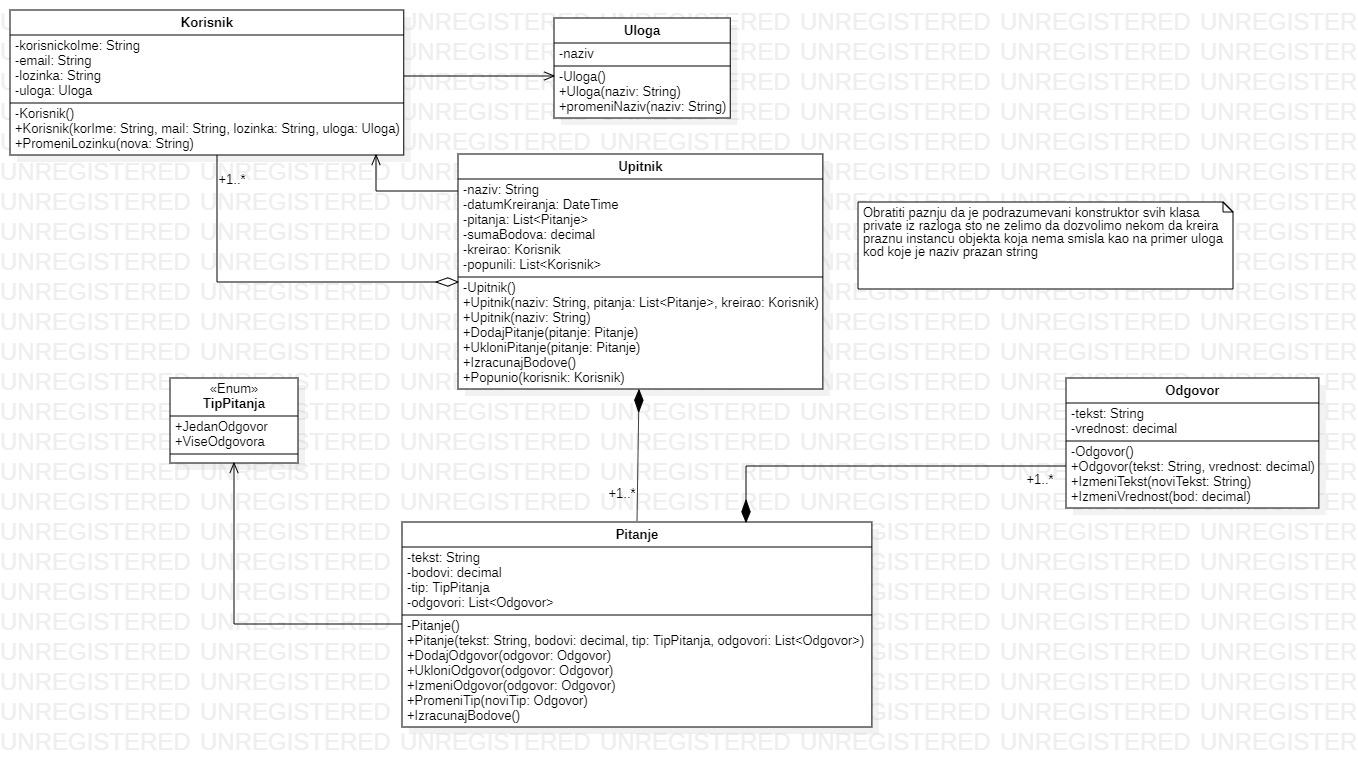 Korisnik
-korisnickoIme: String
-email: String
-lozinka: String
-uloga: Uloga
-Korisnik()
+Korisnik(korIme: String, mail: String, lozinka: String, uloga: Uloga)
+PromeniLozinku(nova: String)
Uloga
-naziv
-Uloga()
+Uloga(naziv: String)
+promeniNaziv(naziv: String)
+1..*
Upitnik
-naziv: String
-datumKreiranja: DateTime
-pitanja: List<Pitanje>
-sumaBodova: decimal
-kreirao: Korisnik
-popunili: List<Korisnik>
-Upitnik()
+Upitnik(naziv: String, pitanja: List<Pitanje>, kreirao: Korisnik)
+Upitnik(naziv: String)
+DodajPitanje(pitanje: Pitanje)
+UkloniPitanje(pitanje: Pitanje)
+IzracunajBodove()
+Popunio(korisnik: Korisnik)
Obratiti paznju da je podrazumevani konstruktor svih klasa
private iz razloga sto ne zelimo da dozvolimo nekom da kreira
praznu instancu objekta koja nema smisla kao na primer uloga
kod koje je naziv prazan string
«Enum»
TipPitanja
+JedanOdgovor
+ViseOdgovora
Odgovor
-tekst: String
-vrednost: decimal
-Odgovor()
+Odgovor(tekst: String, vrednost: decimal)
+IzmeniTekst(noviTekst: String)
+IzmeniVrednost(bod: decimal)
+1..*
+1..*
Pitanje
-tekst: String
-bodovi: decimal
-tip: TipPitanja
-odgovori: List<Odgovor>
-Pitanje()
+Pitanje(tekst: String, bodovi: decimal, tip: TipPitanja, odgovori: List<Odgovor>)
+DodajOdgovor(odgovor: Odgovor)
+UkloniOdgovor(odgovor: Odgovor)
+IzmeniOdgovor(odgovor: Odgovor)
+PromeniTip(noviTip: Odgovor)
+IzracunajBodove()
UNREGISTERED